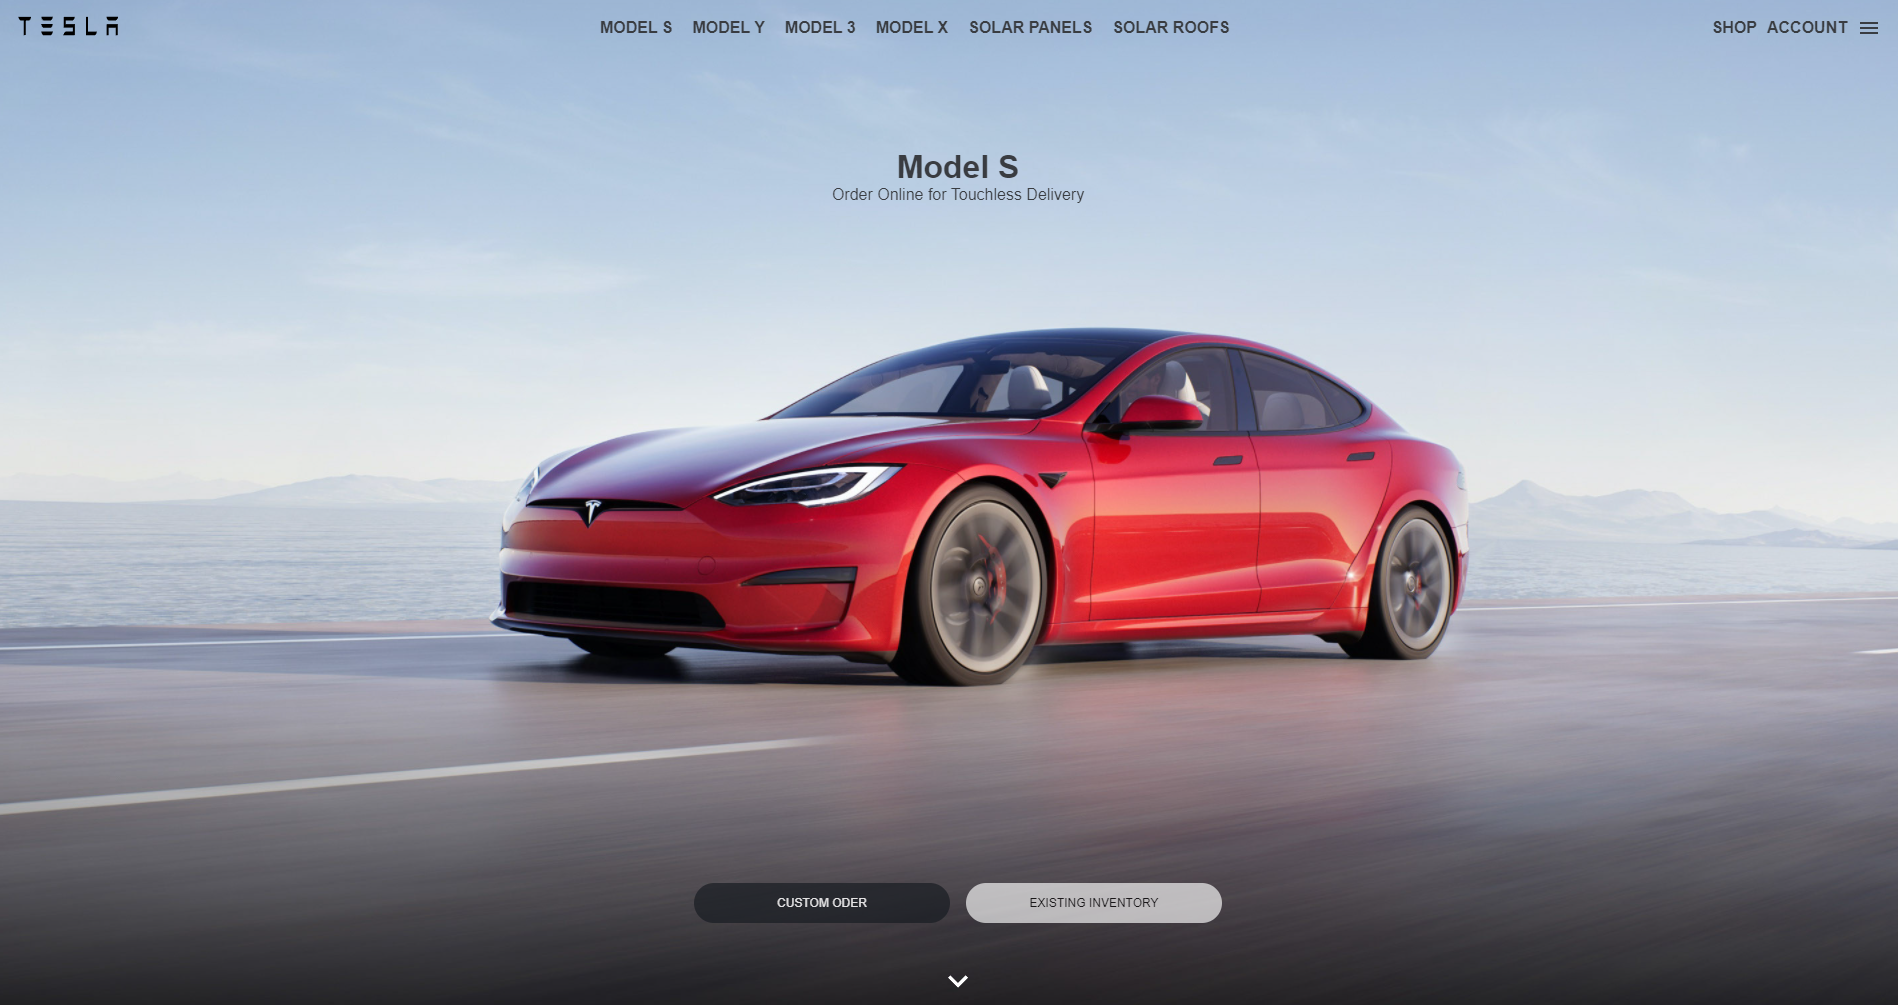 TESLA
MODEL S MODEL Y MODEL 3 MODEL X SOLAR PANELS SOLAR ROOFS
SHOP ACCOUNT
Model S
Order Online for Touchless Delivery
CUSTOM ODER
EXISTING INVENTORY